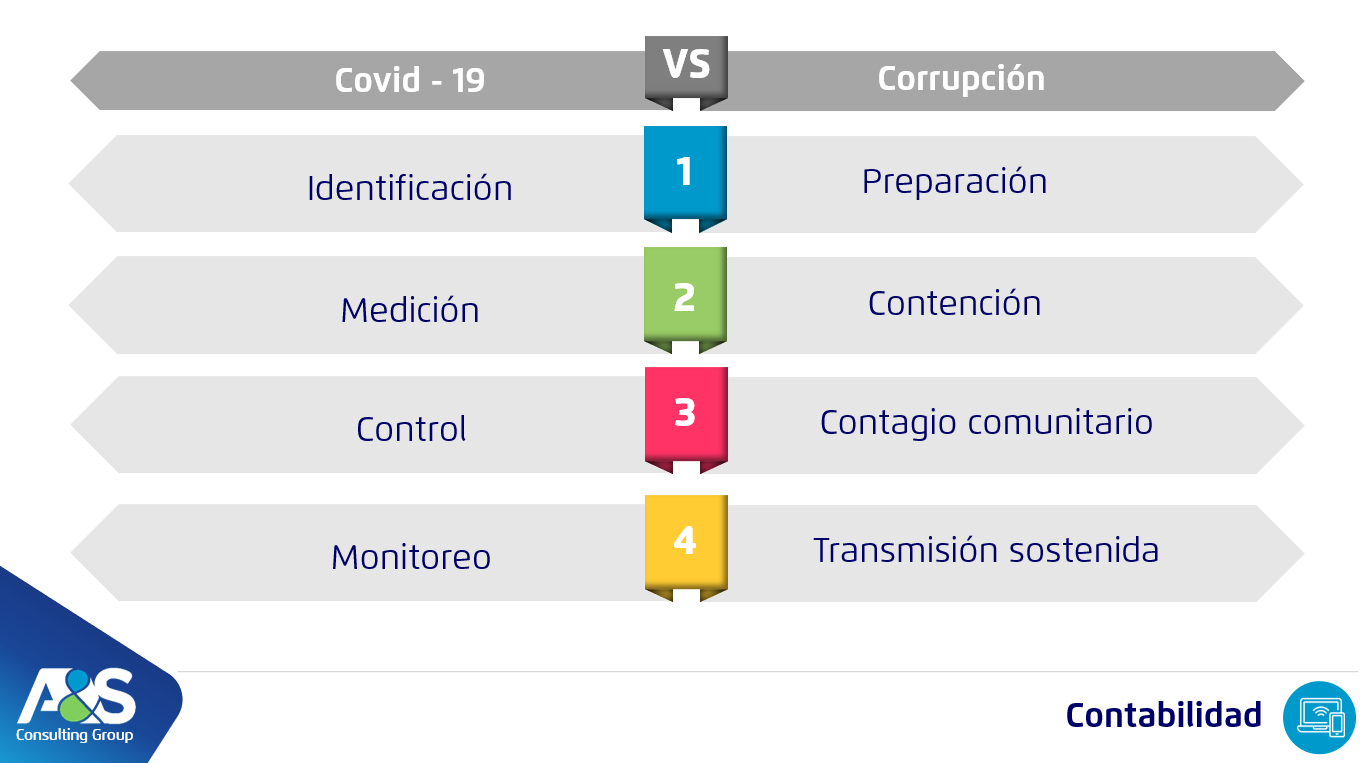 Covid - 19
VS
Corrupción
Identificación
1
Preparación
Medición
2
Contención
Control
3
Contagio comunitario
Monitoreo
4
Transmisión sostenida
A&S
Consulting Group
Contabilidad